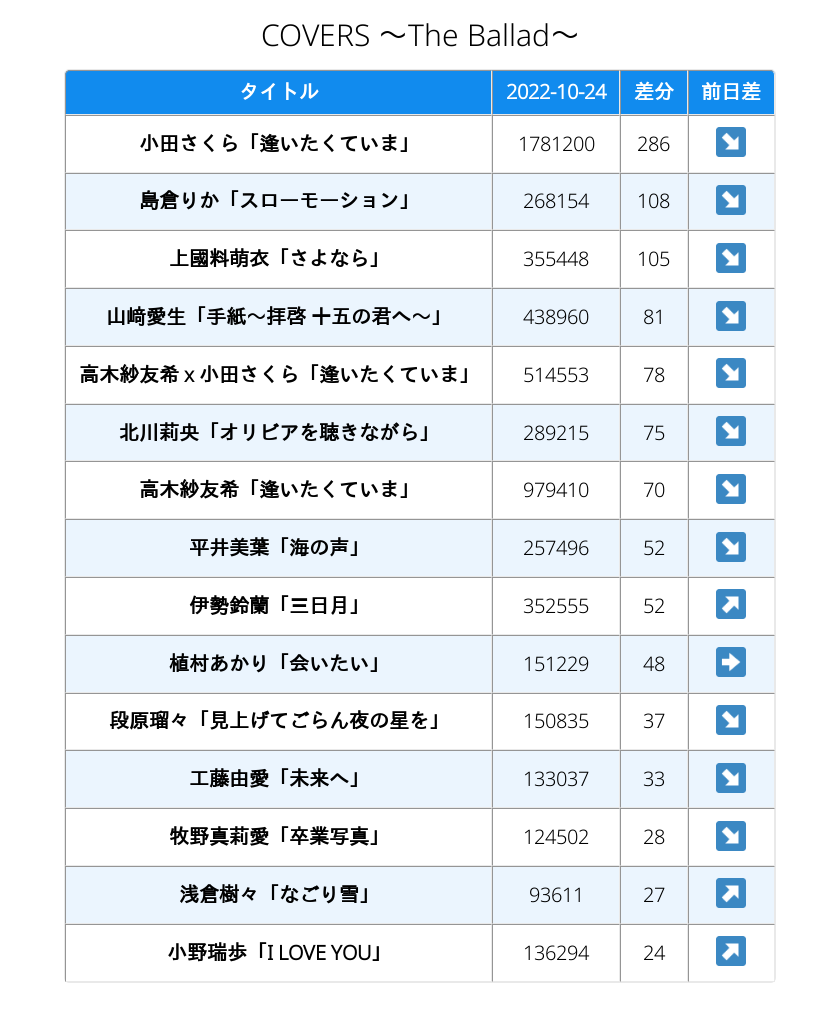 COVERS ～The Ballad～
タイトル 2022-10-24 差分 前日差
小田さくら「逢いたくていま」 1781200 286 ↘
島倉りか「スローモーション」 268154 108 ↘
上國料萌衣「さよなら」 355448 105 ↘
山﨑愛生「手紙～拝啓 十五の君へ～」 438960 81 ↘
高木紗友希 x 小田さくら「逢いたくていま」 514553 78 ↘
北川莉央「オリビアを聴きながら」 289215 75 ↘
高木紗友希「逢いたくていま」 979410 70 ↘
平井美葉「海の声」 257496 52 ↘
伊勢鈴蘭「三日月」 352555 52 ↗
植村あかり「会いたい」 151229 48 ➡
段原瑠々「見上げてごらん夜の星を」 150835 37 ↘
工藤由愛「未来へ」 133037 33 ↘
牧野真莉愛「卒業写真」 124502 28 ↘
浅倉樹々「なごり雪」 93611 27 ↗
小野瑞歩「I LOVE YOU」 136294 24 ↗